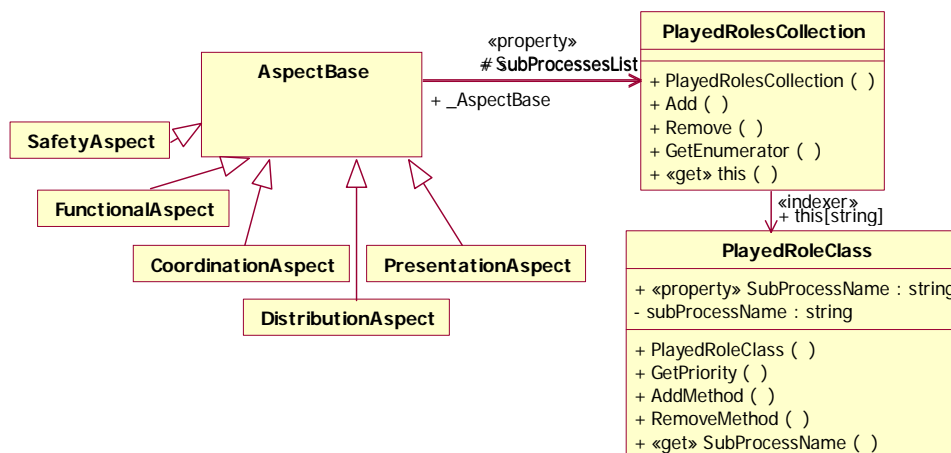 PlayedRolesCollection
+ PlayedRolesCollection ( )
+ Add ( )
+ Remove ( )
+ GetEnumerator ( )
+ «get» this ( )
«property»
# SubProcessesList
+ _AspectBase
AspectBase
SafetyAspect
FunctionalAspect
CoordinationAspect
PresentationAspect
DistributionAspect
«indexer»
+ this[string]
PlayedRoleClass
+ «property» SubProcessName : string
- subProcessName : string
+ PlayedRoleClass ( )
+ GetPriority ( )
+ AddMethod ( )
+ RemoveMethod ( )
+ «get» SubProcessName ( )